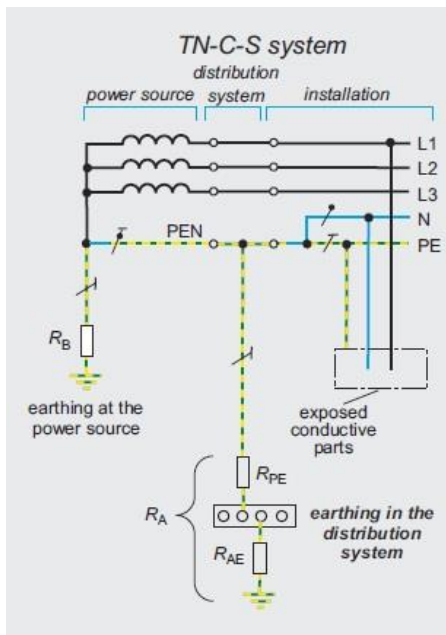 TN-C-S system
distribution
power source system installation
L1
L2
L3
N
PEN
PE
RB
earthing at the
power source
exposed
conductive
parts
RPE
RA
earthing in the
distribution
system
RAE